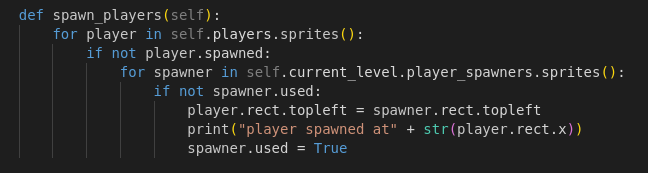 def spawn_players(self):
    for player in self.players.sprites():
        if not player.spawned:
            for spawner in self.current_level.player_spawners.sprites():
                if not spawner.used:
                    player.rect.topleft = spawner.rect.topleft
                    print("player spawned at" + str(player.rect.x))
                    spawner.used = True